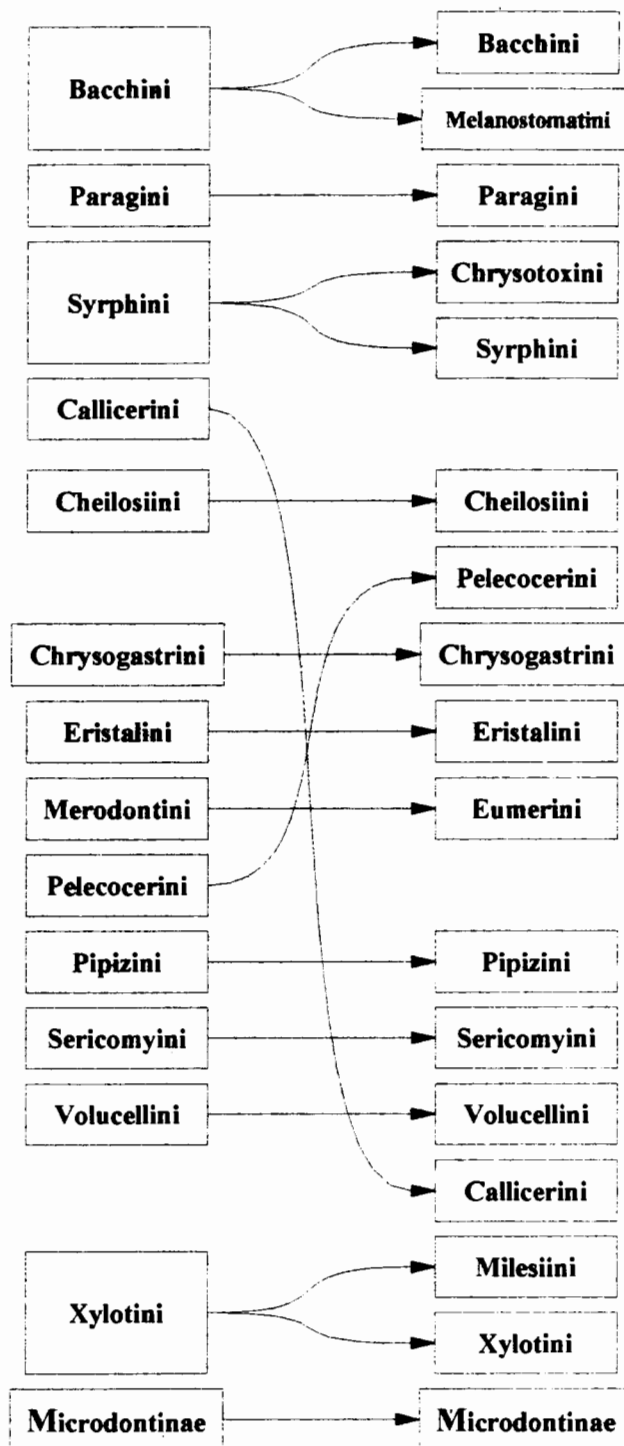 Bacchini
Bacchini
Melanostomatini
Paragini
Paragini
Syrphini
Chrysotoxini
Syrphini
Callicerini
Cheilosiini
Cheilosiini
Pelecocerini
Chrysogastrini
Chrysogastrini
Eristalini
Eristalini
Merodontini
Eumerini
Pelecocerini
Pipizini
Pipizini
Sericomyini
Sericomyini
Volucellini
Volucellini
Callicerini
Xylotini
Milesiini
Xylotini
Microdontinae
Microdontinae